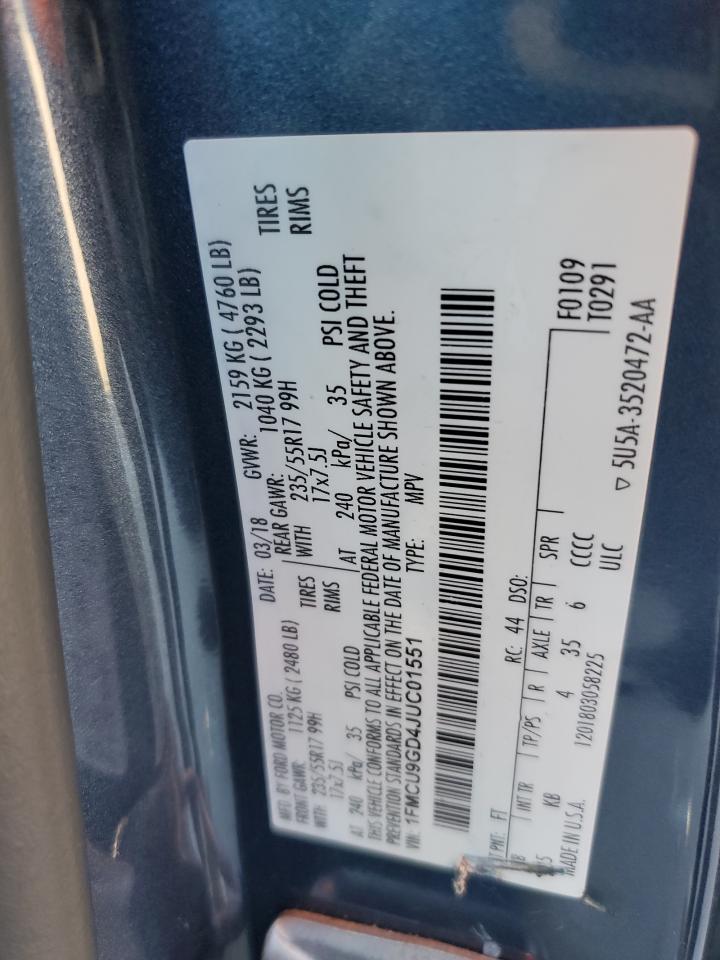 MFD. BY FORD MOTOR CO. DATE: 03/18 GVWR: 2159 KG ( 4760 LB)
FRONT GAWR: 1125 KG ( 2480 LB) REAR GAWR: 1040 KG ( 2293 LB)
WITH 235/55R17 99H TIRES WITH 235/55R17 99H TIRES
17x7.5J RIMS 17x7.5J RIMS
AT 240 kPa/ 35 PSI COLD AT 240 kPa/ 35 PSI COLD
THIS VEHICLE CONFORMS TO ALL APPLICABLE FEDERAL MOTOR VEHICLE SAFETY AND THEFT
PREVENTION STANDARDS IN EFFECT ON THE DATE OF MANUFACTURE SHOWN ABOVE.
VIN: 1FMCU9GD4JUC01551 TYPE: MPV
EXT PNT: FT RC: 44 DSO: F0109
INT TR TP/PS R AXLE TR SPR T0291
KB 4 35 6 CCCC
1201803058225 ULC
MADE IN U.S.A. ▽ 5U5A-3520472-AA